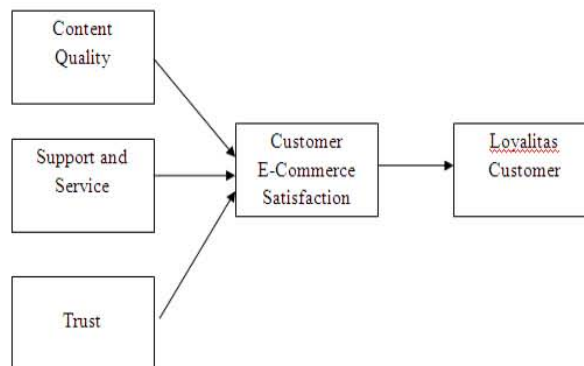 Content
Quality
Support and
Service
Trust
Customer
E-Commerce
Satisfaction
Loyalitas
Customer